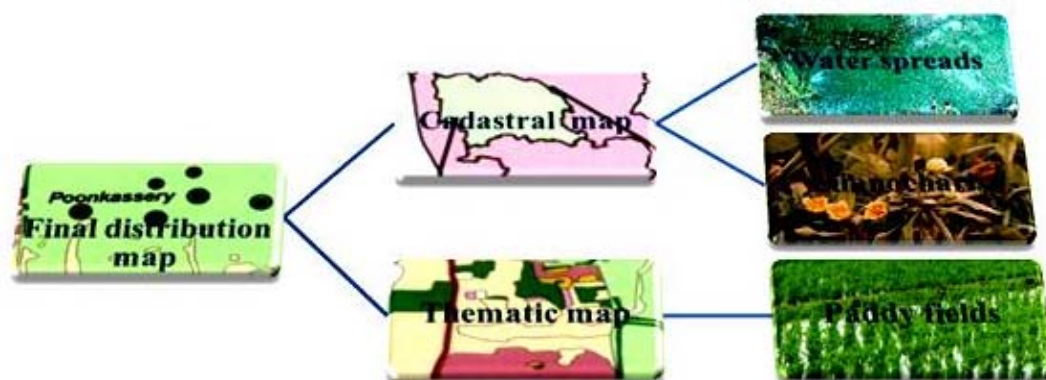 Poonkassery
Final distribution
map
Cadastral map
Thematic map
Water spreads
Paddy fields